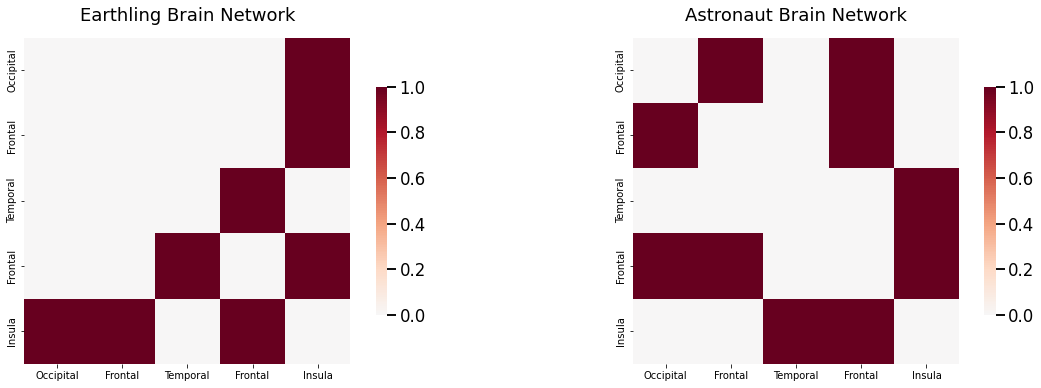 Earthling Brain Network
Astronaut Brain Network
Occipital
Frontal
Temporal
Frontal
Insula
Occipital Frontal Temporal Frontal Insula
1.0
0.8
0.6
0.4
0.2
0.0
Occipital
Frontal
Temporal
Frontal
Insula
Occipital Frontal Temporal Frontal Insula
1.0
0.8
0.6
0.4
0.2
0.0